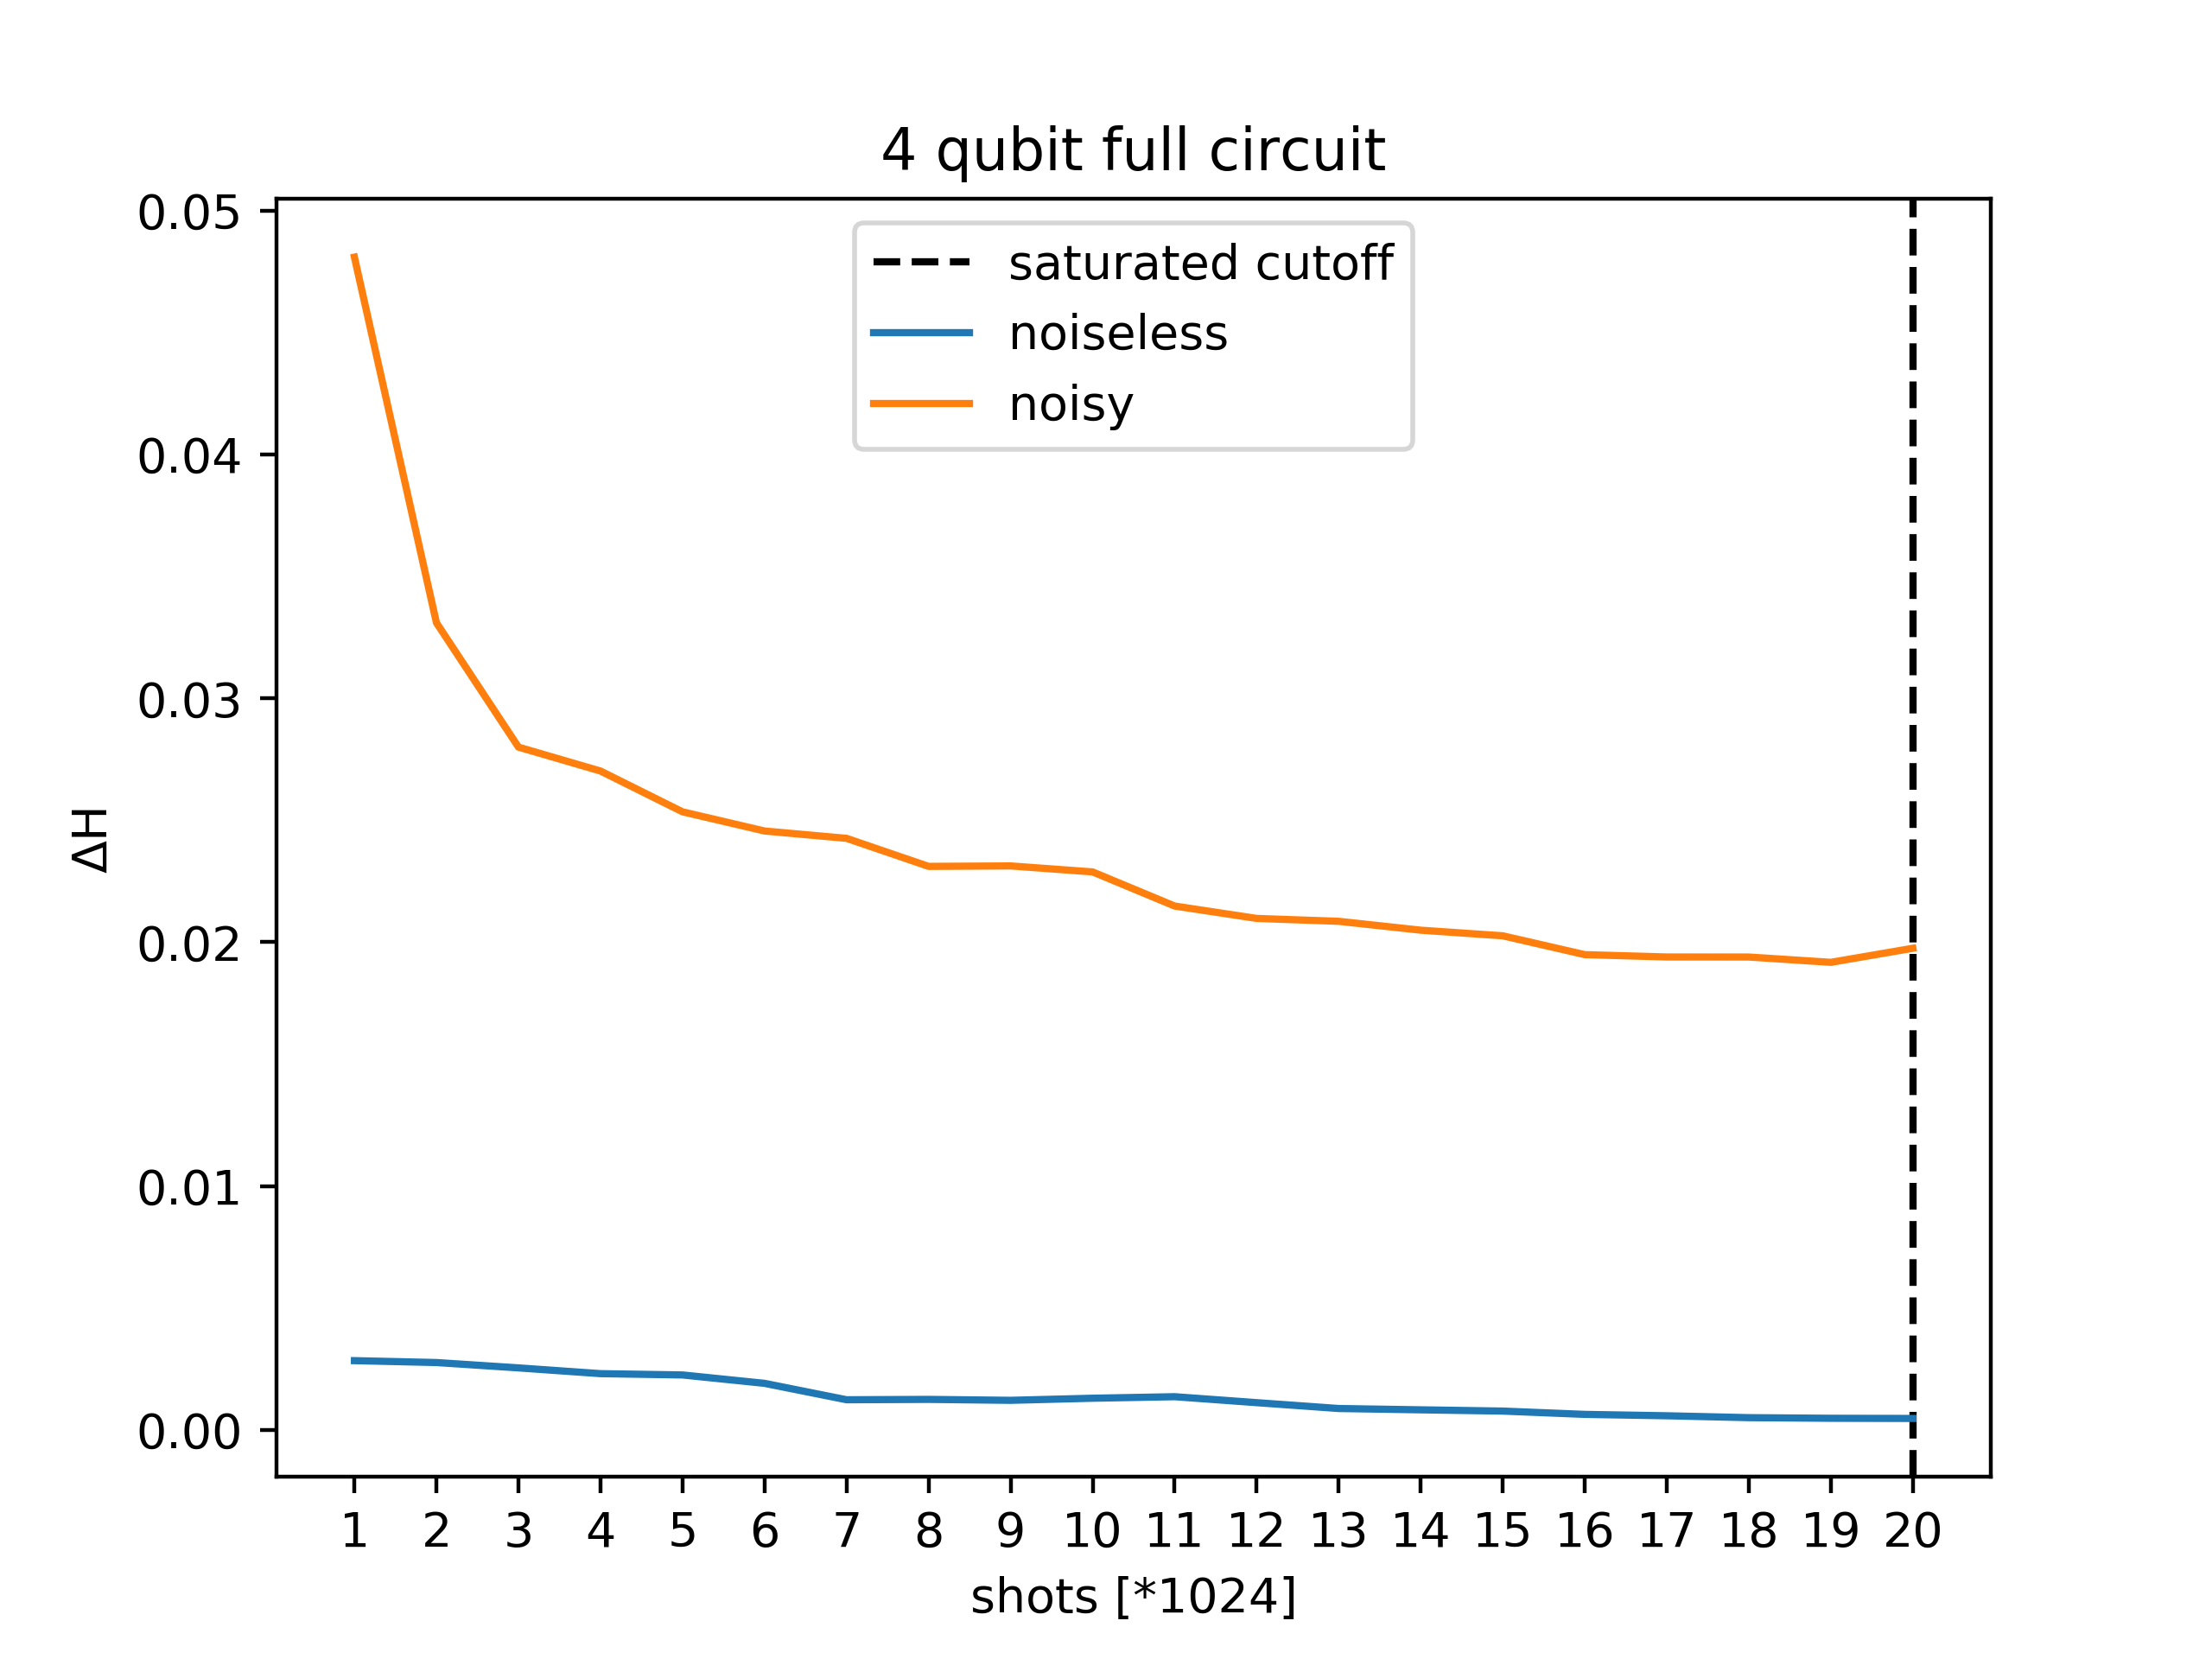 4 qubit full circuit
saturated cutoff
noiseless
noisy
ΔH
0.05
0.04
0.03
0.02
0.01
0.00
1 2 3 4 5 6 7 8 9 10 11 12 13 14 15 16 17 18 19 20
shots [*1024]